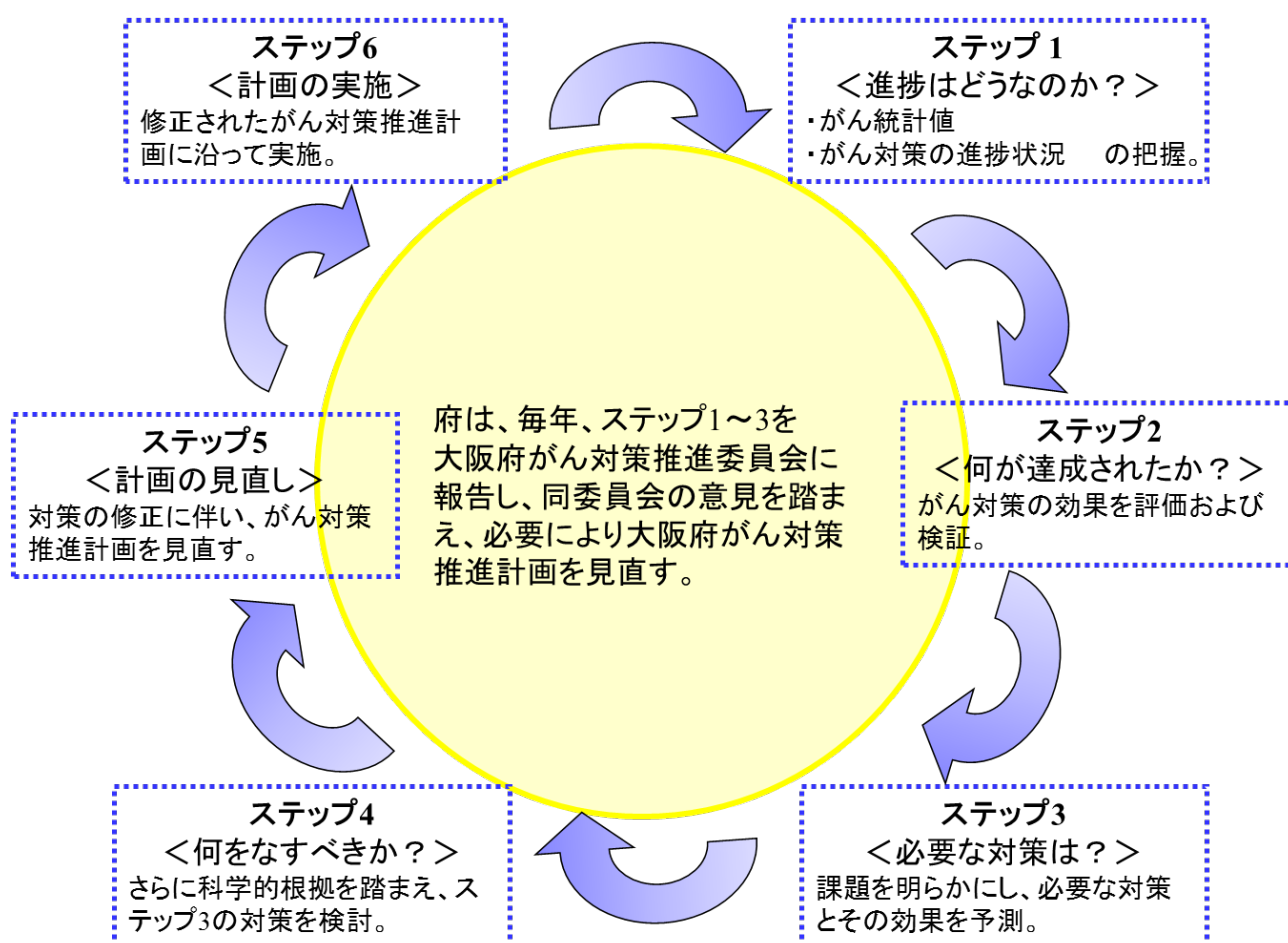 ステップ6
＜計画の実施＞
修正されたがん対策推進計
画に沿って実施。
ステップ 1
＜進捗はどうなのか？＞
・がん統計値
・がん対策の進捗状況　の把握。
ステップ2
＜何が達成されたか？＞
がん対策の効果を評価および
検証。
ステップ5
＜計画の見直し＞
対策の修正に伴い、がん対策
推進計画を見直す。
府は、毎年、ステップ1～3を
大阪府がん対策推進委員会に
報告し、同委員会の意見を踏ま
え、必要により大阪府がん対策
推進計画を見直す。
ステップ4
＜何をなすべきか？＞
さらに科学的根拠を踏まえ、ス
テップ3の対策を検討。
ステップ3
＜必要な対策は？＞
課題を明らかにし、必要な対策
とその効果を予測。